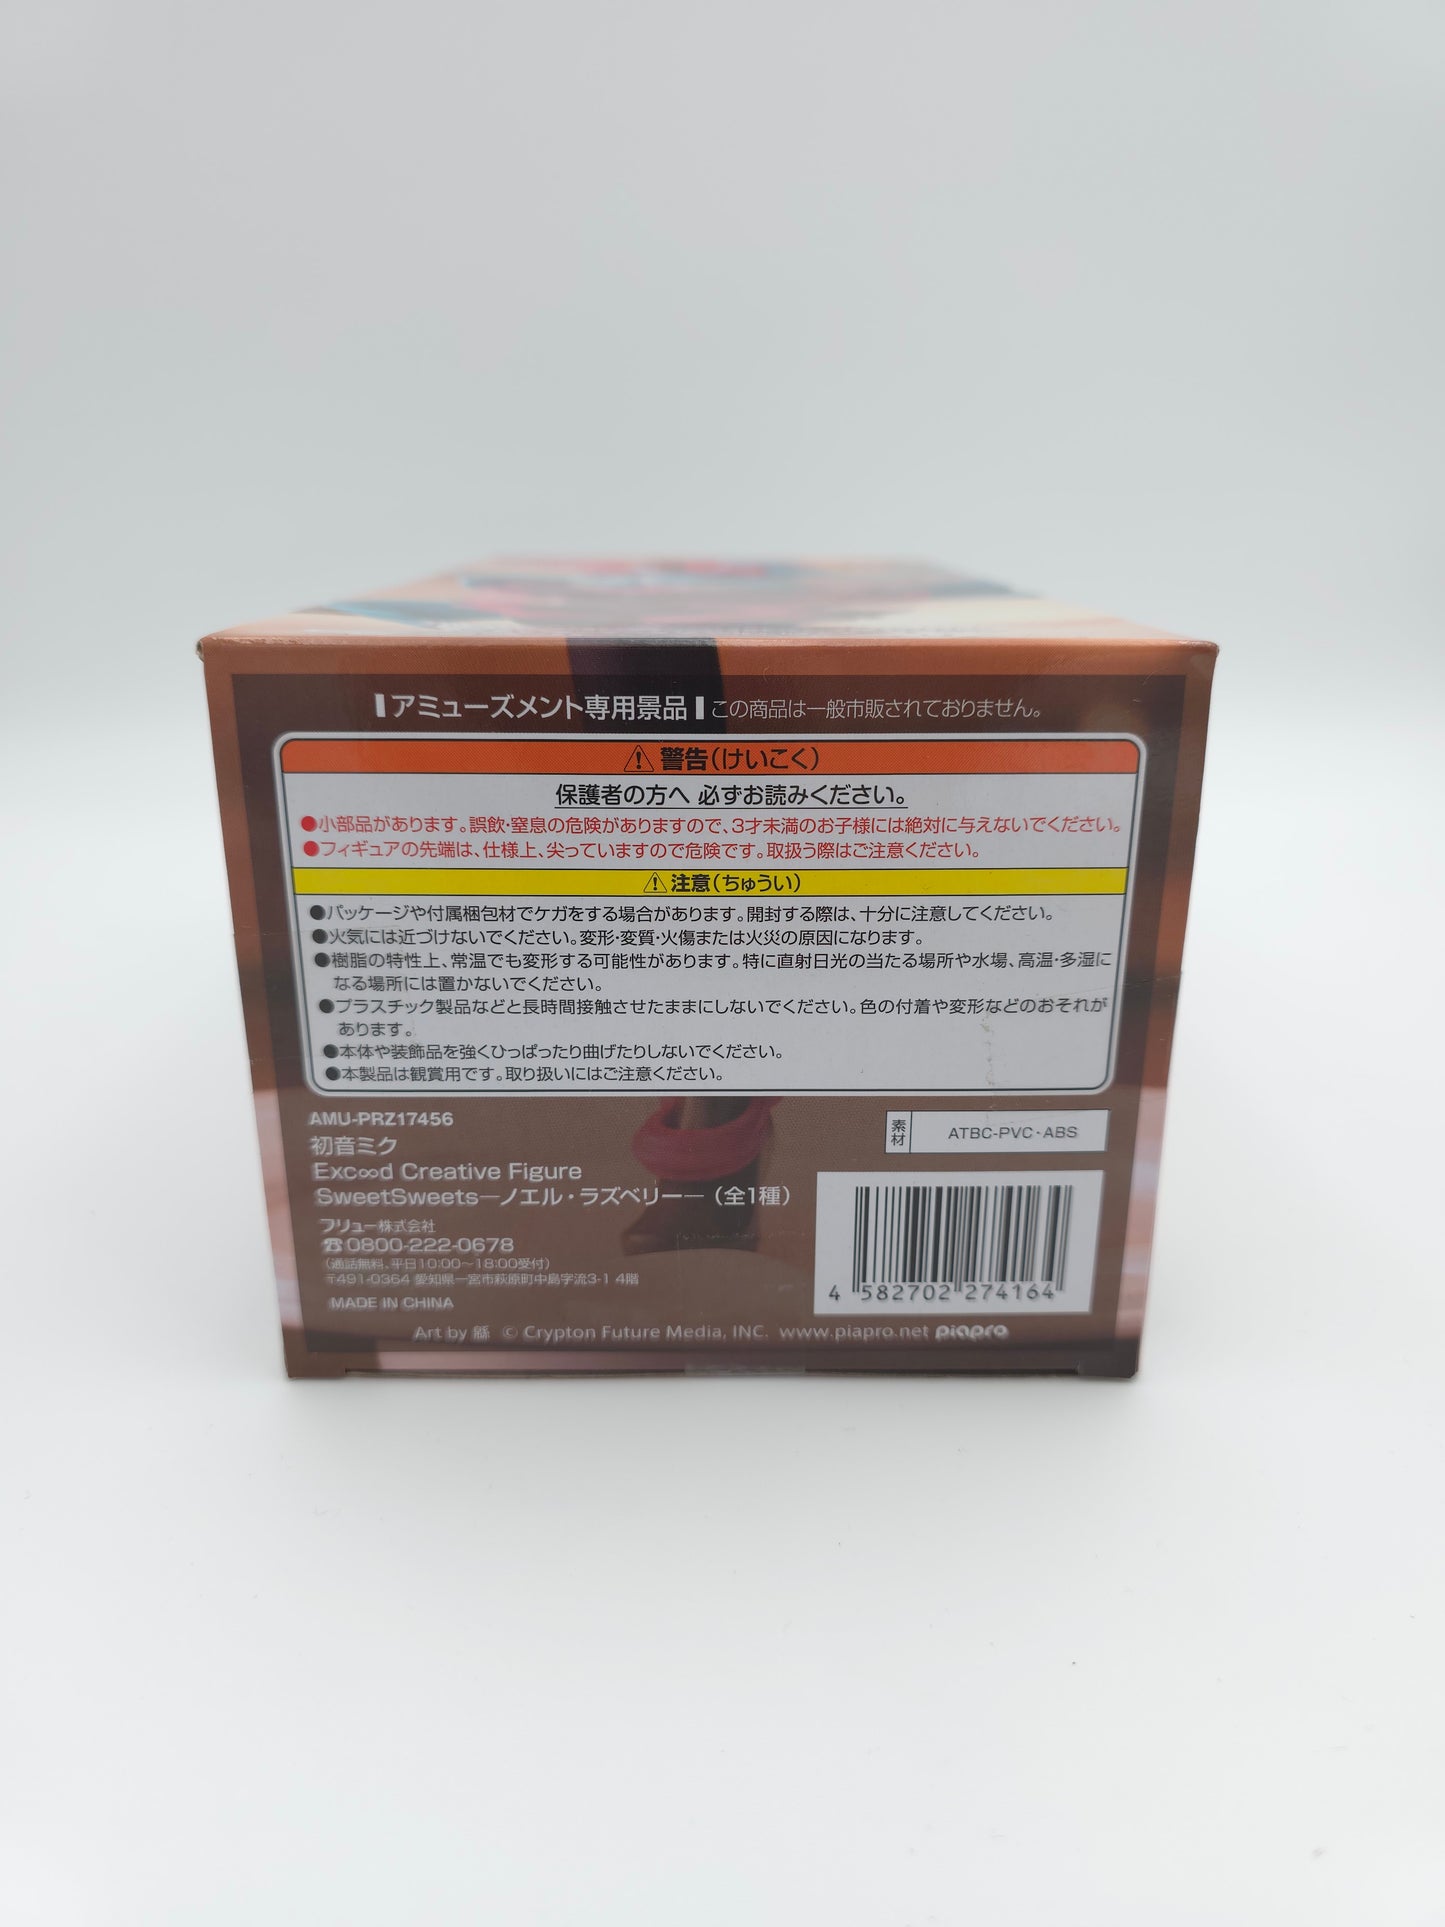 アミューズメント専用景品 この商品は一般市販されておりません。
⚠ 警告(けいこく)
保護者の方へ 必ずお読みください。
●小部品があります。誤飲・窒息の危険がありますので、3才未満のお子様には絶対に与えないでください。
●フィギュアの先端は、仕様上、尖っていますので危険です。取扱う際はご注意ください。
⚠ 注意(ちゅうい)
●パッケージや付属梱包材でケガをする場合があります。開封する際は、十分に注意してください。
●火気には近づけないでください。変形・変質・火傷または火災の原因になります。
●樹脂の特性上、常温でも変形する可能性があります。特に直射日光の当たる場所や水場、高温・多湿に
なる場所には置かないでください。
●プラスチック製品などと長時間接触させたままにしないでください。色の付着や変形などのおそれが
あります。
●本体や装飾品を強くひっぱったり曲げたりしないでください。
●本製品は観賞用です。取り扱いにはご注意ください。
AMU-PRZ17456
初音ミク
Exc∞d Creative Figure
SweetSweets―ノエル・ラズベリー―(全1種)
フリュー株式会社
☎0800-222-0678
(通話無料、平日10:00～18:00受付)
〒491-0364 愛知県一宮市萩原町中島字流3-1 4階
MADE IN CHINA
素材 ATBC-PVC・ABS
4 582702 274164
Art by © Crypton Future Media, INC. www.piapro.net piapro